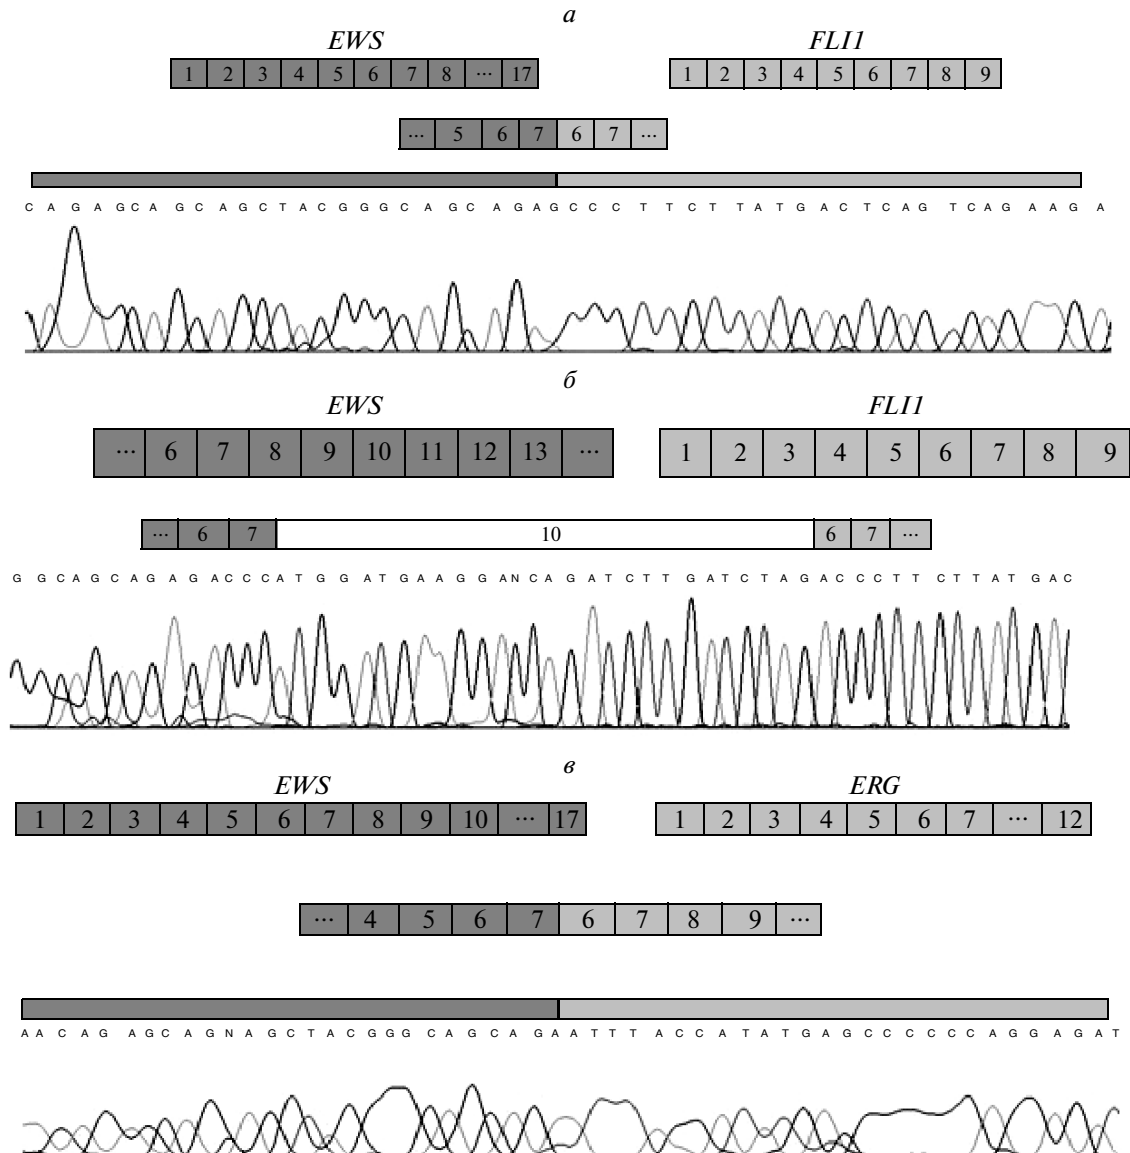 а
EWS FLI1
1 2 3 4 5 6 7 8 ... 17 1 2 3 4 5 6 7 8 9
... 5 6 7 6 7 ...
C A G A G C A G C A G C T A C G G G C A G C A G A G C C C T T C T T A T G A C T C A G T C A G A A G A
б
EWS FLI1
... 6 7 8 9 10 11 12 13 ... 1 2 3 4 5 6 7 8 9
... 6 7 10 6 7 ...
G G C A G C A G A G A C C C A T G G A T G A A G G A N C A G A T C T T G A T C T A G A C C C T T C T T A T G A C
в
EWS ERG
1 2 3 4 5 6 7 8 9 10 ... 17 1 2 3 4 5 6 7 ... 12
... 4 5 6 7 6 7 8 9 ...
A A C A G A G C A G N A G C T A C G G G C A G C A G A A T T T A C C A T A T G A G C C C C C C A G G A G A T